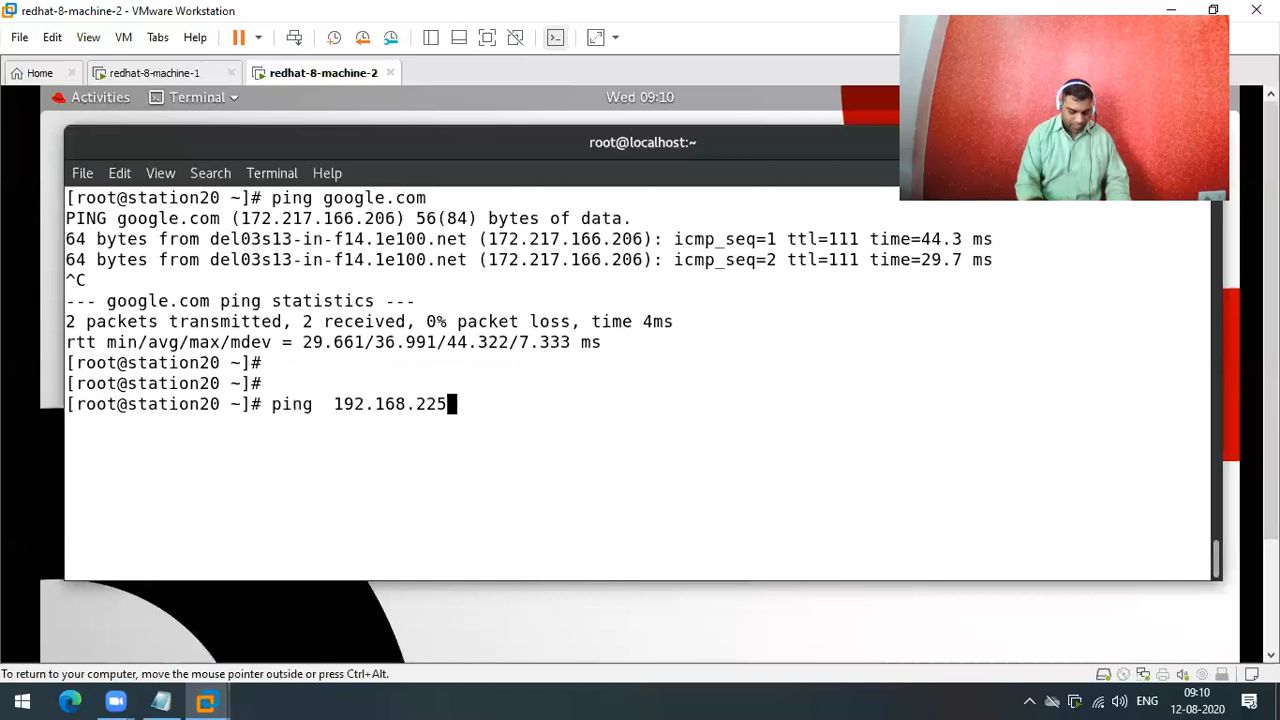 redhat-8-machine-2 - VMware Workstation
File Edit View VM Tabs Help
Home redhat-8-machine-1 redhat-8-machine-2
Activities Terminal Wed 09:10
root@localhost:~
File Edit View Search Terminal Help
[root@station20 ~]# ping google.com
PING google.com (172.217.166.206) 56(84) bytes of data.
64 bytes from del03s13-in-f14.1e100.net (172.217.166.206): icmp_seq=1 ttl=111 time=44.3 ms
64 bytes from del03s13-in-f14.1e100.net (172.217.166.206): icmp_seq=2 ttl=111 time=29.7 ms
^C
--- google.com ping statistics ---
2 packets transmitted, 2 received, 0% packet loss, time 4ms
rtt min/avg/max/mdev = 29.661/36.991/44.322/7.333 ms
[root@station20 ~]#
[root@station20 ~]#
[root@station20 ~]# ping  192.168.225
To return to your computer, move the mouse pointer outside or press Ctrl+Alt.
ENG 09:10
12-08-2020